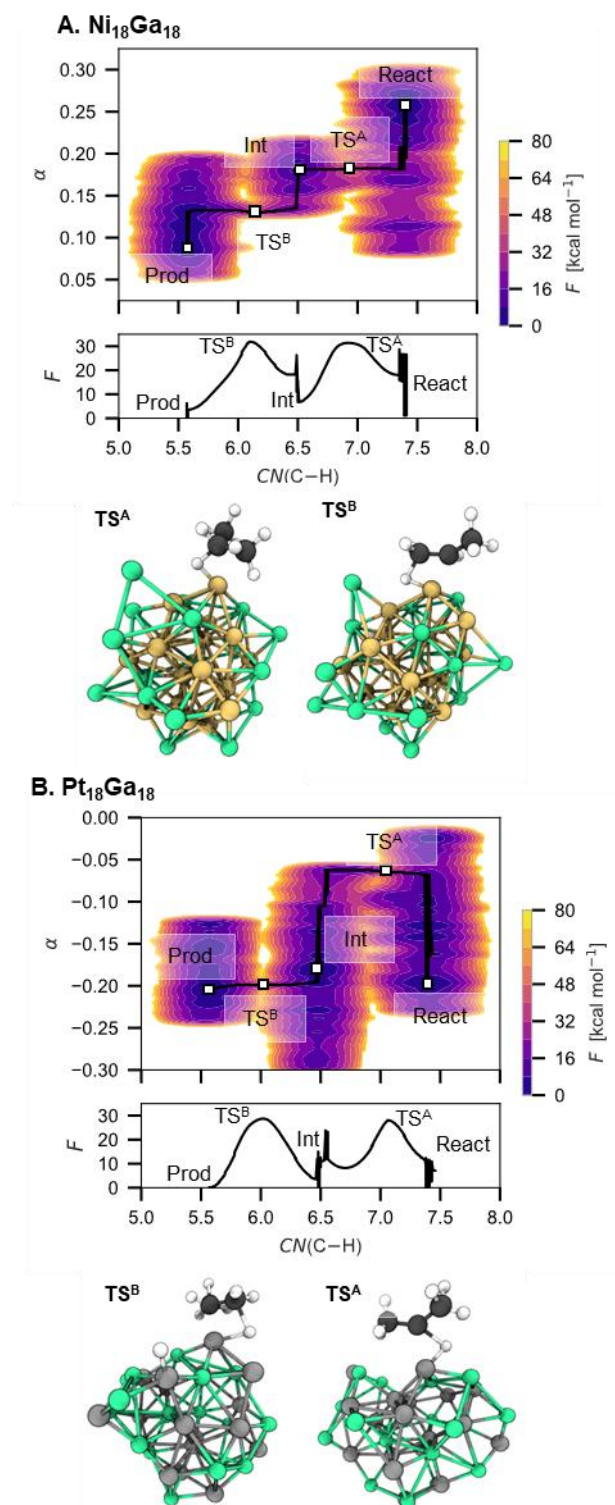 A. Ni₁₈Ga₁₈
0.30
0.25
0.20
0.15
0.10
0.05
α
React
Int
TSᴬ
TSᴮ
Prod
80
64
48
32
16
0
F [kcal mol⁻¹]
30
20
10
0
F
TSᴮ
TSᴬ
Prod
Int
React
5.0 5.5 6.0 6.5 7.0 7.5 8.0
CN(C−H)
TSᴬ
TSᴮ
B. Pt₁₈Ga₁₈
0.00
−0.05
−0.10
−0.15
−0.20
−0.25
−0.30
α
TSᴬ
Prod
Int
TSᴮ
React
80
64
48
32
16
0
F [kcal mol⁻¹]
30
20
10
0
F
TSᴮ
Int
TSᴬ
React
Prod
5.0 5.5 6.0 6.5 7.0 7.5 8.0
CN(C−H)
TSᴮ
TSᴬ